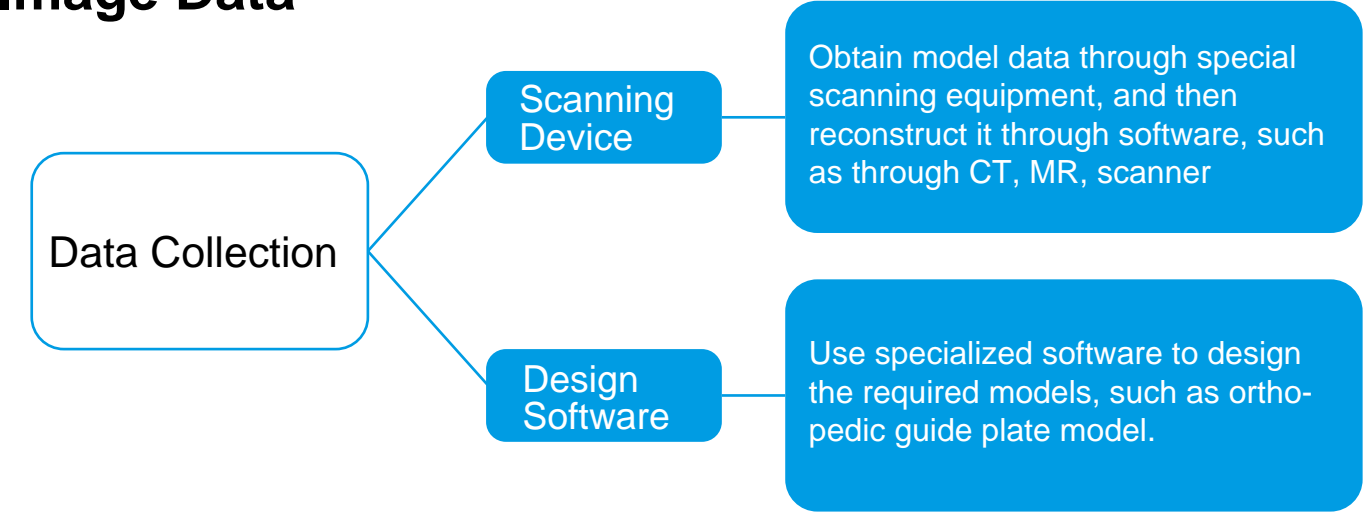 Image Data
Data Collection
Scanning
Device
Obtain model data through special
scanning equipment, and then
reconstruct it through software, such
as through CT, MR, scanner
Design
Software
Use specialized software to design
the required models, such as ortho-
pedic guide plate model.